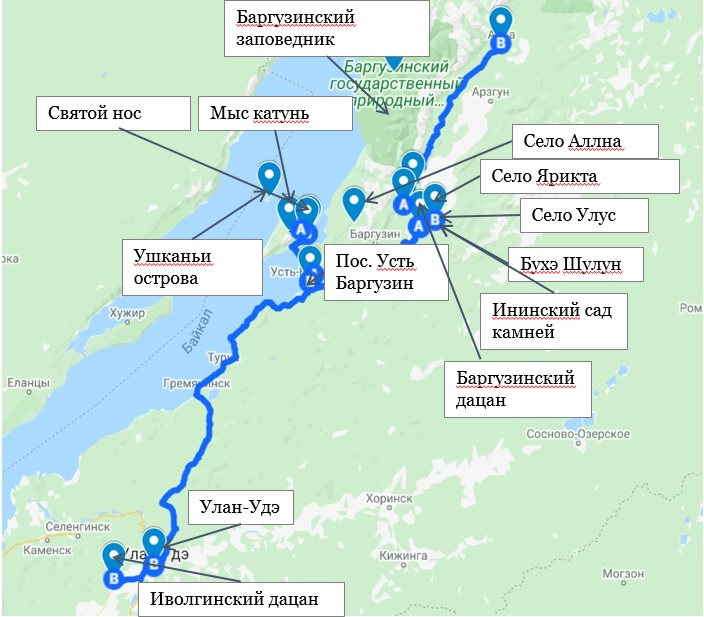 Баргузинский
заповедник
Баргузинский
государственный
природный...
Арзгун
Святой нос
Мыс катунь
Село Аллна
Село Ярикта
Село Улус
Баргузин
Ушканьи
острова
Усть-
Пос. Усть
Баргузин
Бухэ Шулун
Ининский сад
камней
Хужир
Байкал
Еланцы
Гремячинск
Баргузинский
дацан
Сосново-Озерское
Улан-Удэ
Хоринск
Селенгинск
Каменск
Кижинга
Могзон
Иволгинский дацан
A
A
A
B
B
B
B